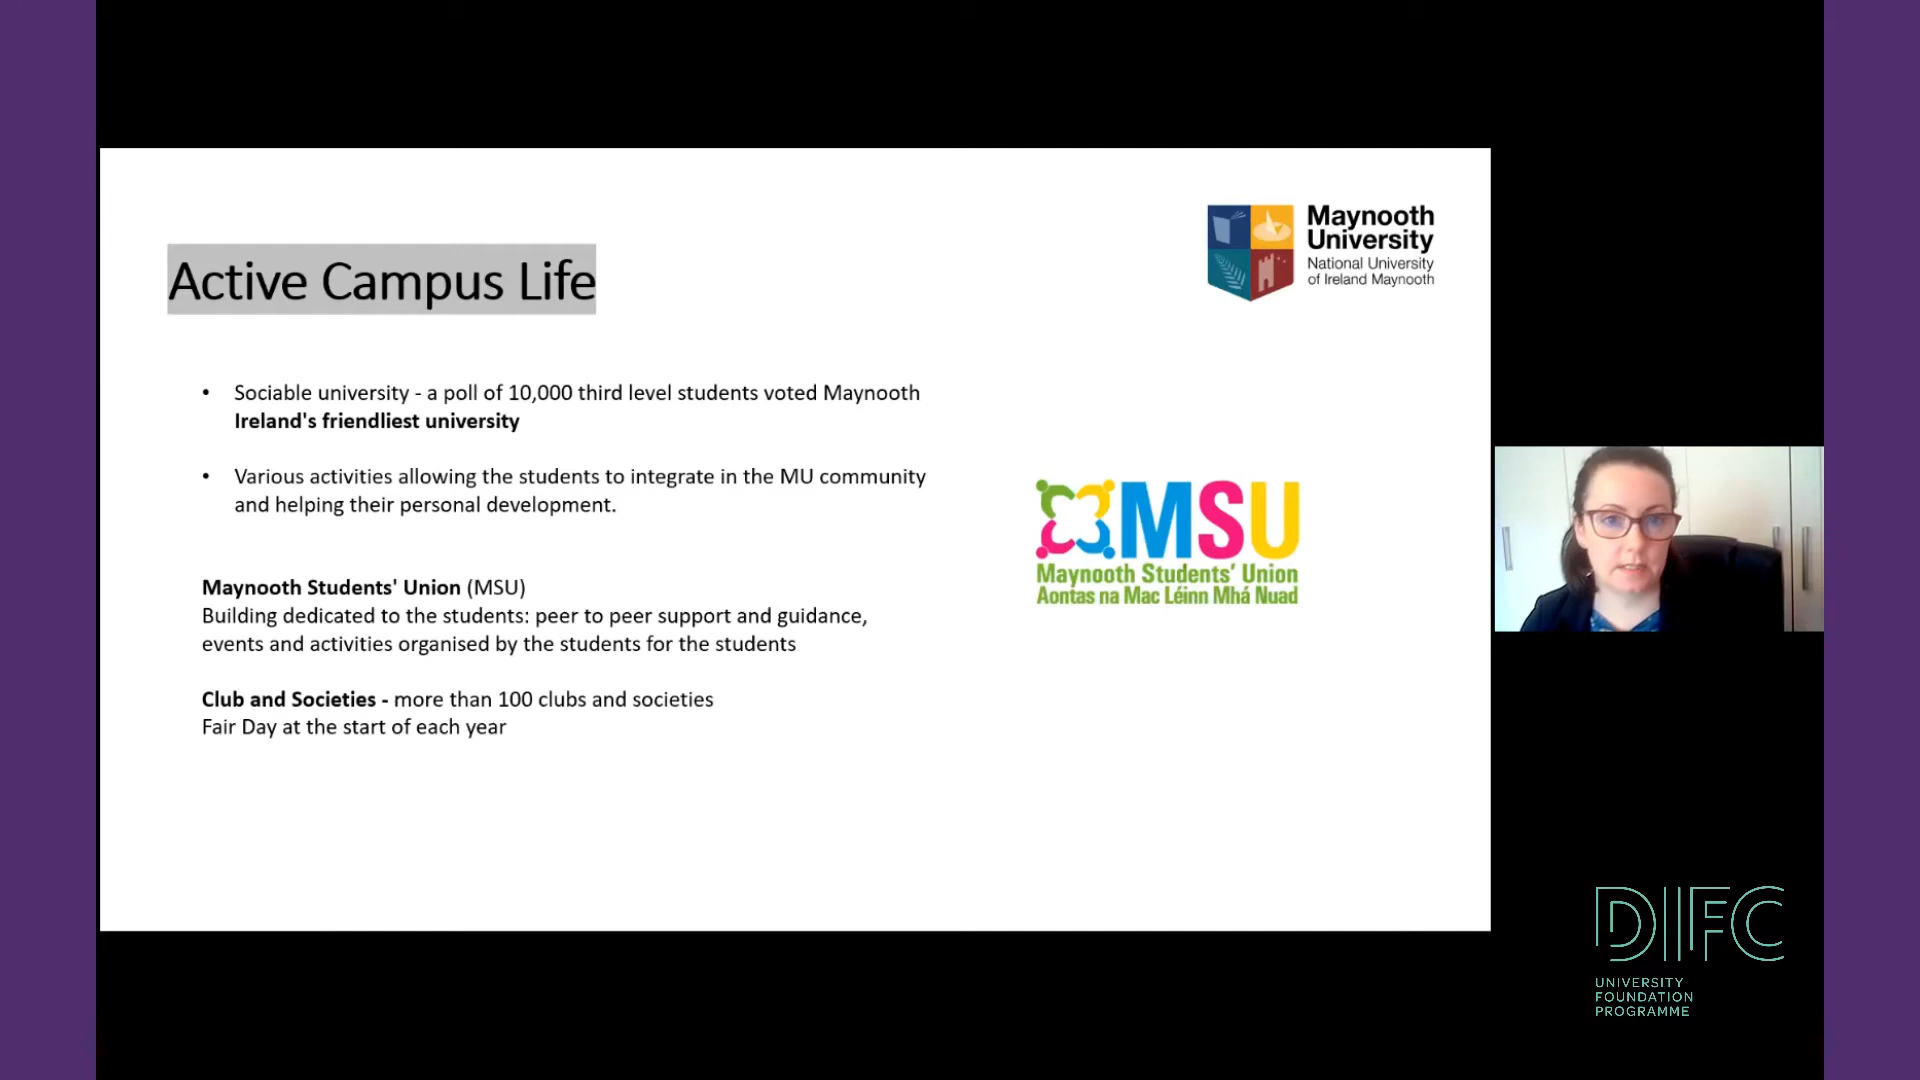 Maynooth
University
National University
of Ireland Maynooth
Active Campus Life
• Sociable university - a poll of 10,000 third level students voted Maynooth
Ireland's friendliest university
• Various activities allowing the students to integrate in the MU community
and helping their personal development.
Maynooth Students' Union (MSU)
Building dedicated to the students: peer to peer support and guidance,
events and activities organised by the students for the students
Club and Societies - more than 100 clubs and societies
Fair Day at the start of each year
MSU
Maynooth Students' Union
Aontas na Mac Léinn Mhá Nuad
DIFC
UNIVERSITY
FOUNDATION
PROGRAMME